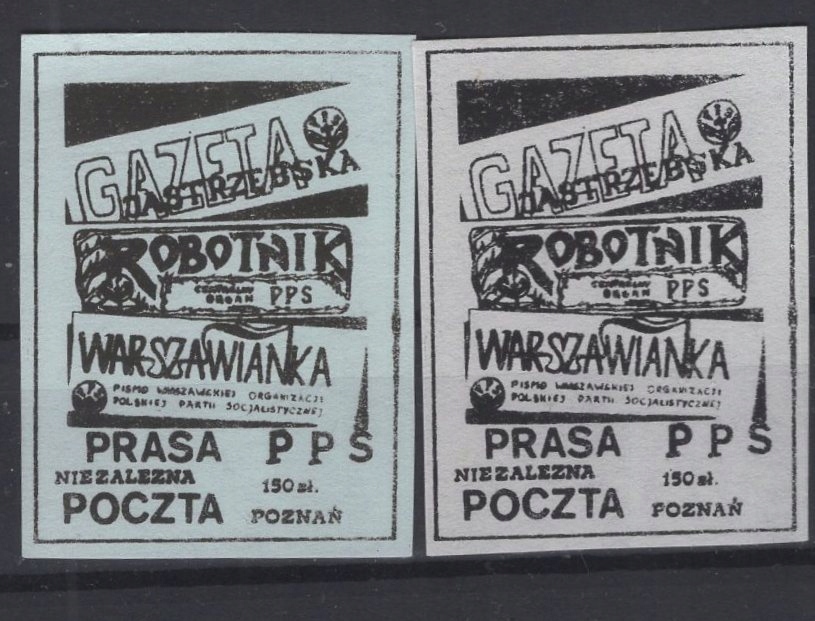 GAZETA
JASTRZĘBSKA
ROBOTNIK
CENTRALNY
ORGAN PPS
WARSZAWIANKA
PISMO WARSZAWSKIEJ ORGANIZACJI
POLSKIEJ PARTII SOCJALISTYCZNEJ
PRASA PPS
NIEZALEZNA
150 zł.
POCZTA
POZNAŃ
GAZETA
JASTRZĘBSKA
ROBOTNIK
CENTRALNY
ORGAN PPS
WARSZAWIANKA
PISMO WARSZAWSKIEJ ORGANIZACJI
POLSKIEJ PARTII SOCJALISTYCZNEJ
PRASA PPS
NIEZALEZNA
150 zł.
POCZTA
POZNAŃ